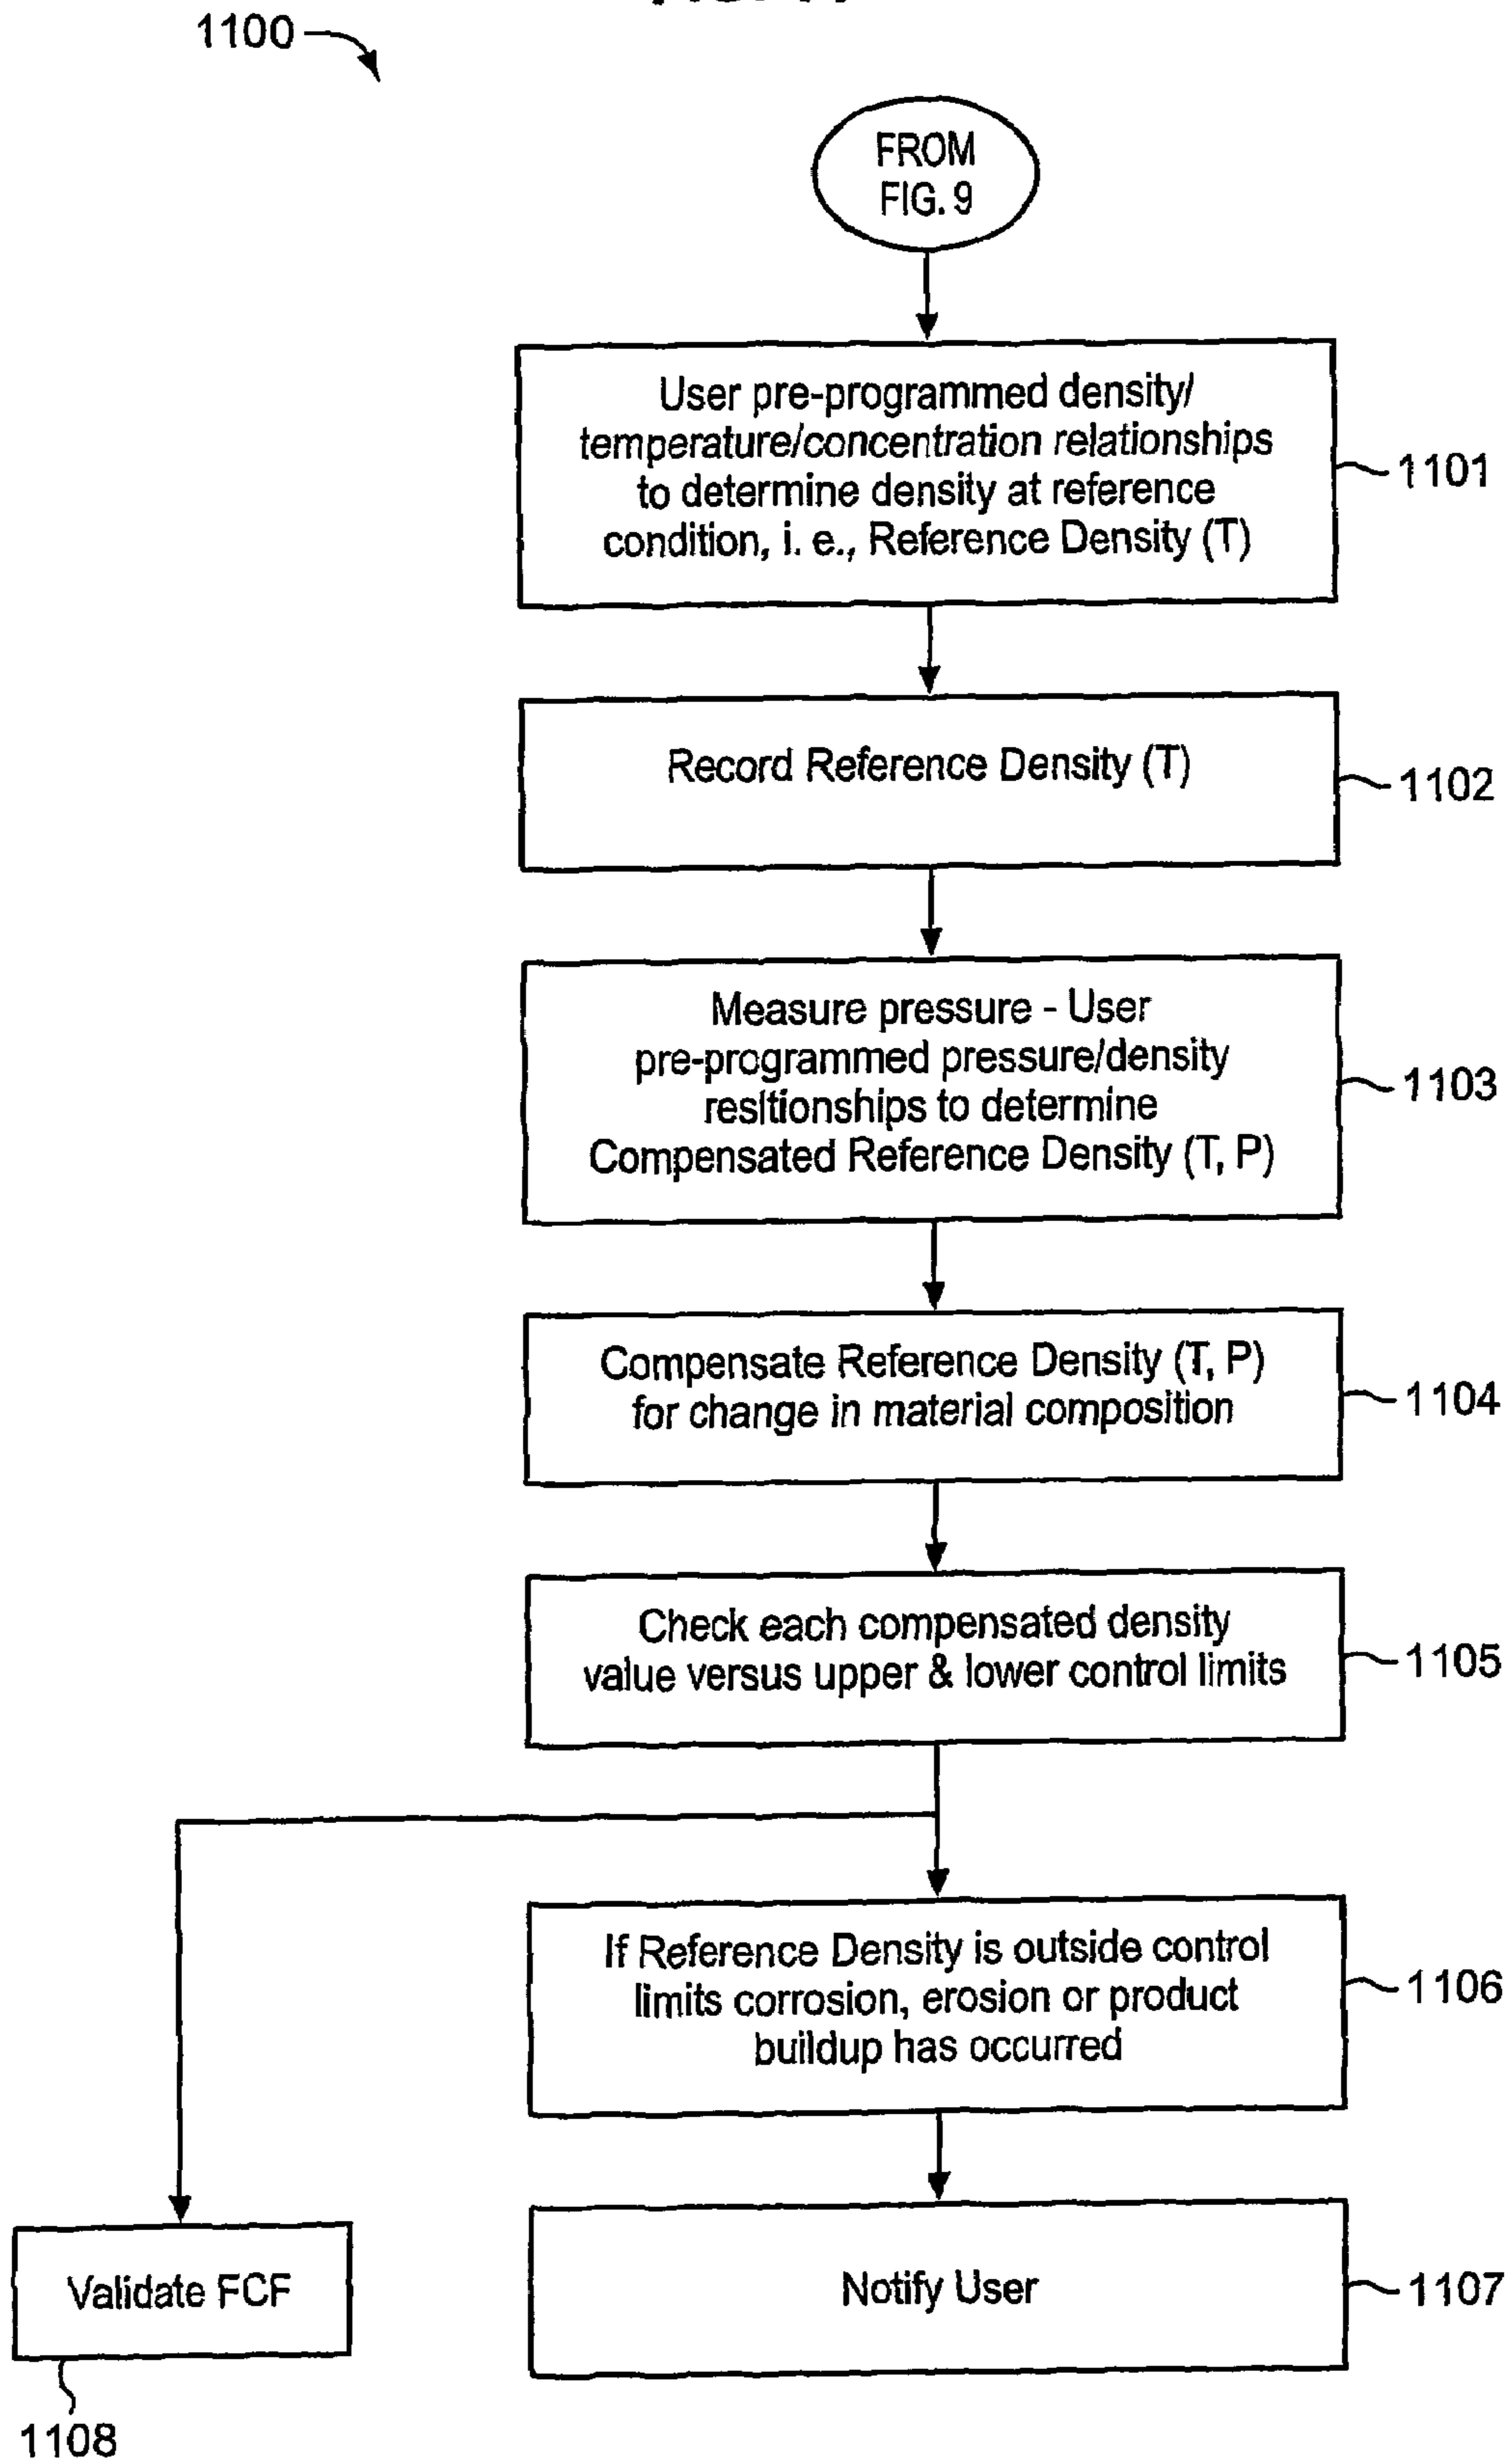 1100
FROM
FIG. 9
User pre-programmed density/
temperature/concentration relationships
to determine density at reference
condition, i. e., Reference Density (T)
1101
Record Reference Density (T)
1102
Measure pressure - User
pre-programmed pressure/density
resltionships to determine
Compensated Reference Density (T, P)
1103
Compensate Reference Density (T, P)
for change in material composition
1104
Check each compensated density
value versus upper & lower control limits
1105
If Reference Density is outside control
limits corrosion, erosion or product
buildup has occurred
1106
Validate FCF
1108
Notify User
1107